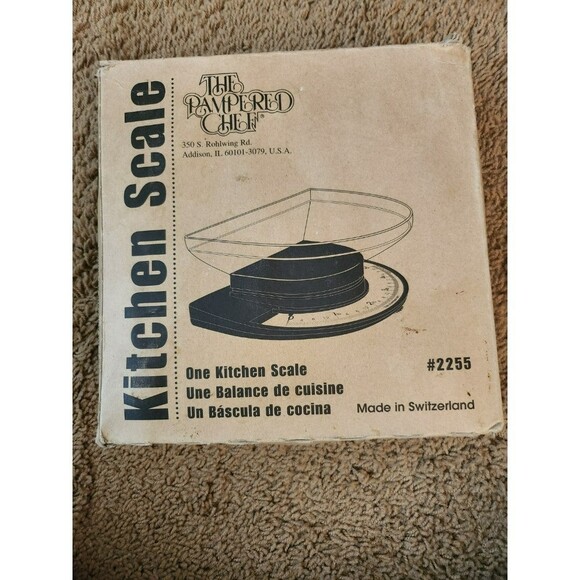 Kitchen Scale
THE
PAMPERED
CHEF®
350 S. Rohlwing Rd.
Addison, IL 60101-3079, U.S.A.
One Kitchen Scale
Une Balance de cuisine
Un Báscula de cocina
#2255
Made in Switzerland